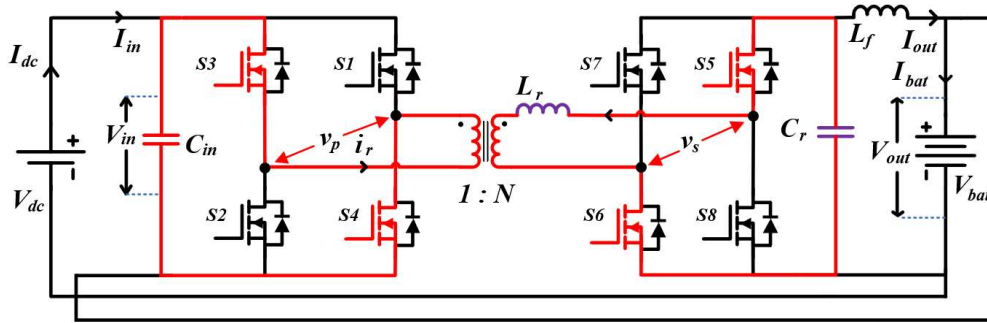 I_dc
I_in
S3
S1
S7
S5
L_f
I_out
I_bat
L_r
V_in
C_in
v_p
i_r
v_s
C_r
V_out
+
-
V_dc
+
-
V_bat
1 : N
S2
S4
S6
S8